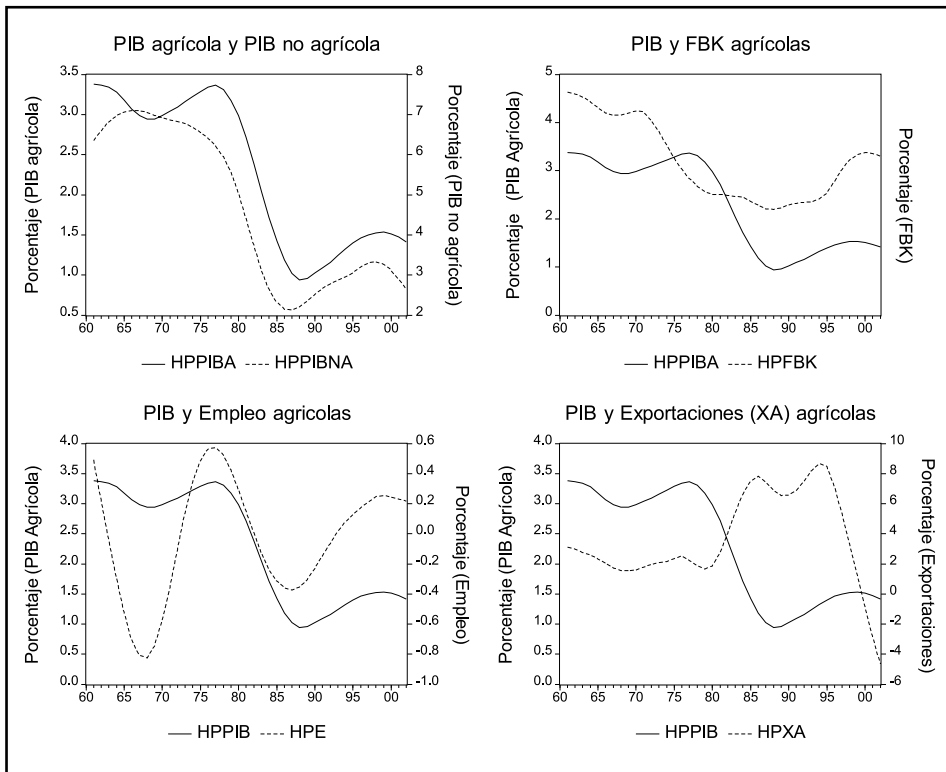 PIB agrícola y PIB no agrícola
Porcentaje (PIB agrícola)
3.5
3.0
2.5
2.0
1.5
1.0
0.5
Porcentaje (PIB no agrícola)
8
7
6
5
4
3
2
60 65 70 75 80 85 90 95 00
HPPIBA HPPIBNA
PIB y FBK agrícolas
Porcentaje (PIB Agrícola)
5
4
3
2
1
0
Porcentaje (FBK)
60 65 70 75 80 85 90 95 00
HPPIBA HPFBK
PIB y Empleo agricolas
Porcentaje (PIB Agrícola)
4.0
3.5
3.0
2.5
2.0
1.5
1.0
0.5
0.0
Porcentaje (Empleo)
0.6
0.4
0.2
0.0
-0.2
-0.4
-0.6
-0.8
-1.0
60 65 70 75 80 85 90 95 00
HPPIB HPE
PIB y Exportaciones (XA) agrícolas
Porcentaje (PIB Agrícola)
4.0
3.5
3.0
2.5
2.0
1.5
1.0
0.5
0.0
Porcentaje (Exportaciones)
10
8
6
4
2
0
-2
-4
-6
60 65 70 75 80 85 90 95 00
HPPIB HPXA